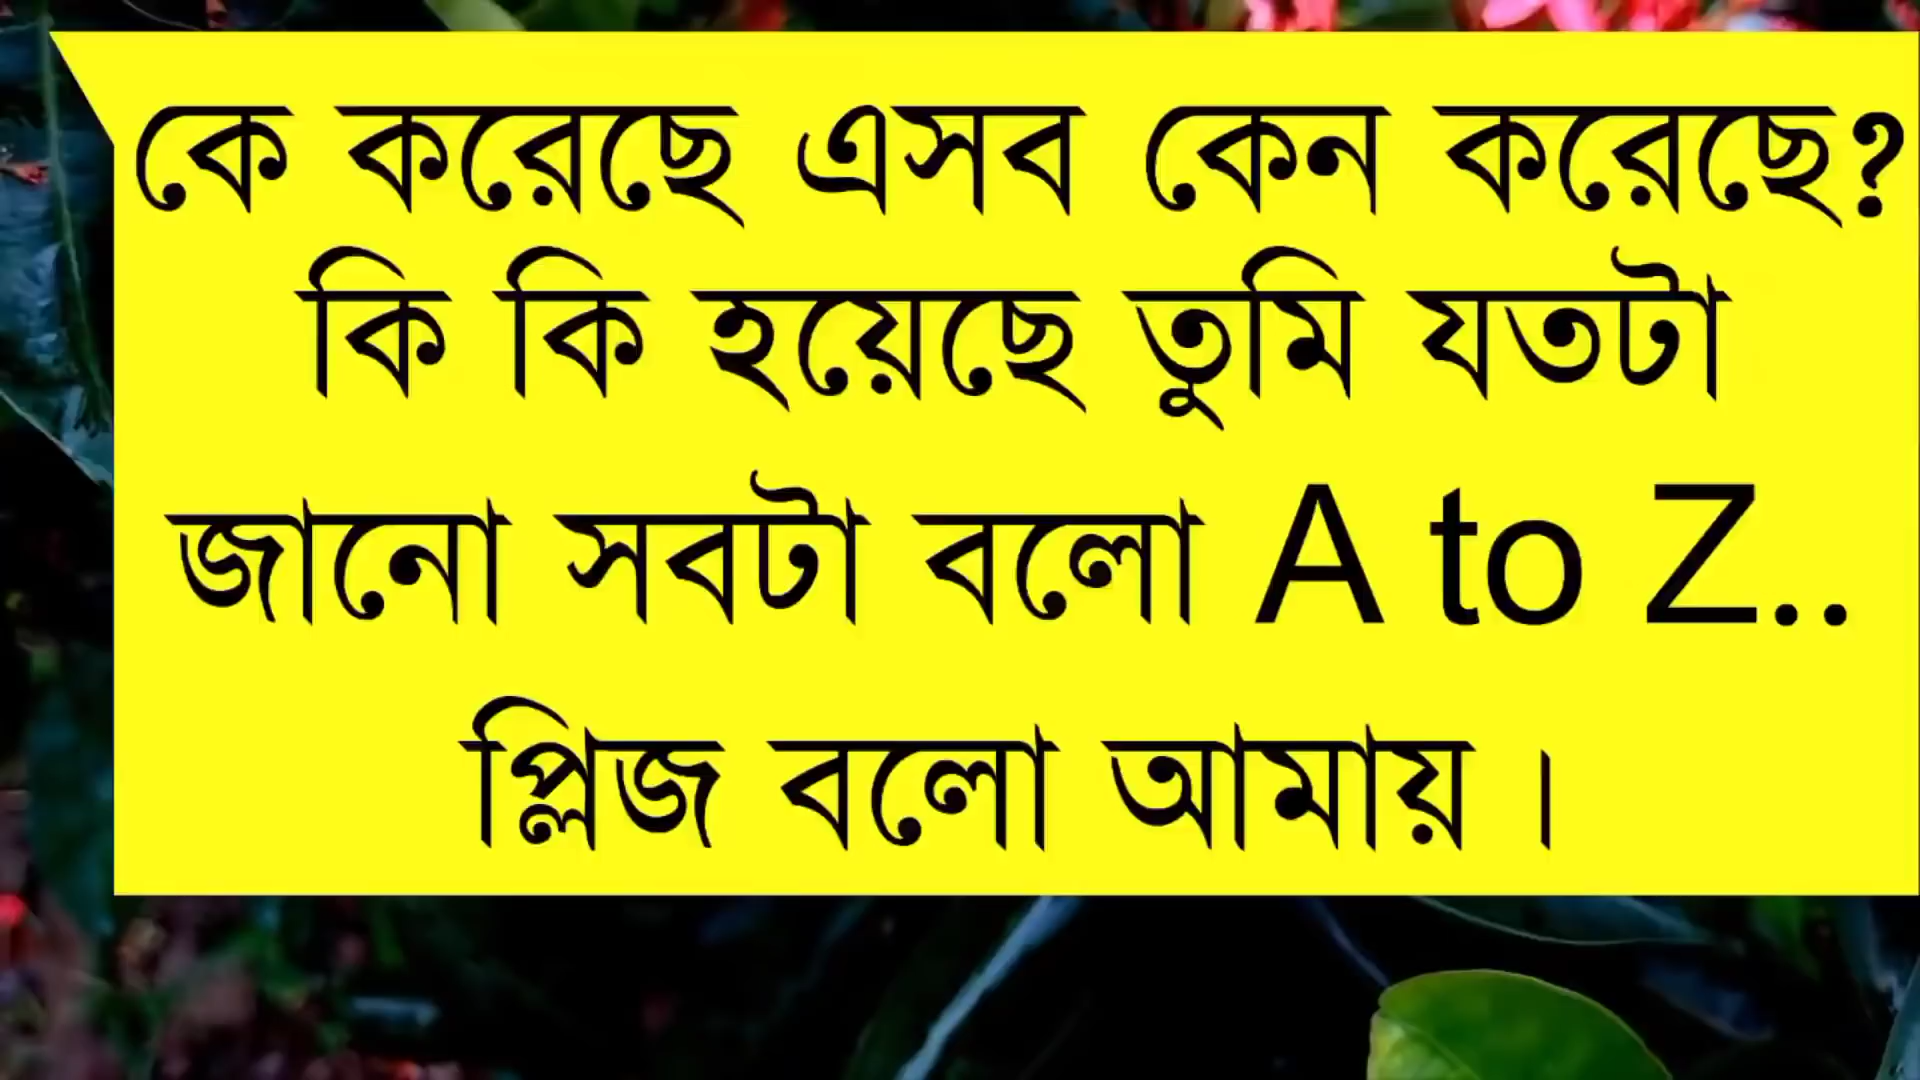 কে করেছে এসব কেন করেছে?
কি কি হয়েছে তুমি যতটা
জানো সবটা বলো A to Z..
প্লিজ বলো আমায় ।